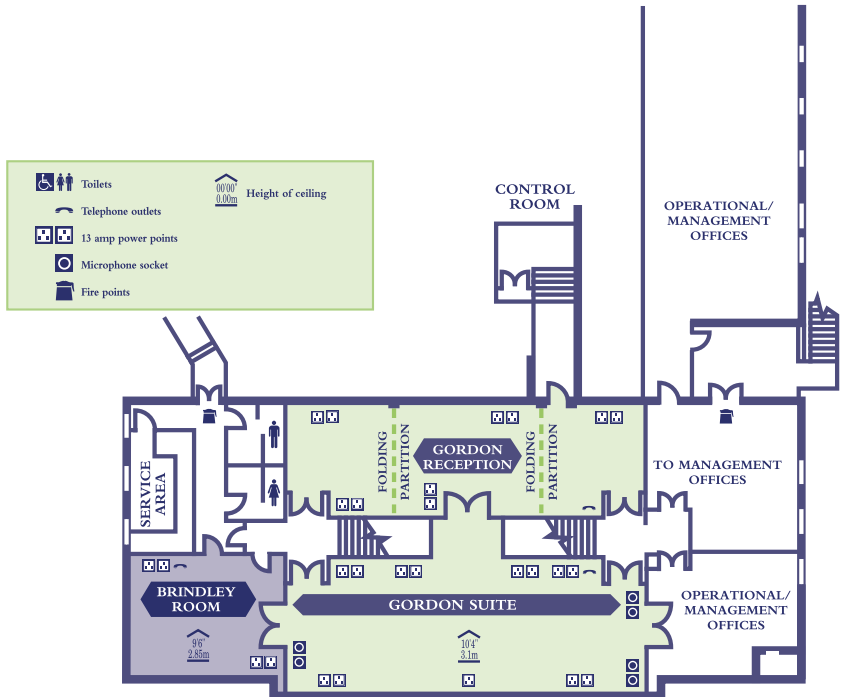 CONTROL
ROOM
OPERATIONAL/
MANAGEMENT
OFFICES
Toilets
00'00"
0.00m
Height of ceiling
Telephone outlets
13 amp power points
Microphone socket
Fire points
SERVICE
AREA
FOLDING
PARTITION
GORDON
RECEPTION
FOLDING
PARTITION
TO MANAGEMENT
OFFICES
BRINDLEY
ROOM
9'6"
2.85m
GORDON SUITE
10'4"
3.1m
OPERATIONAL/
MANAGEMENT
OFFICES